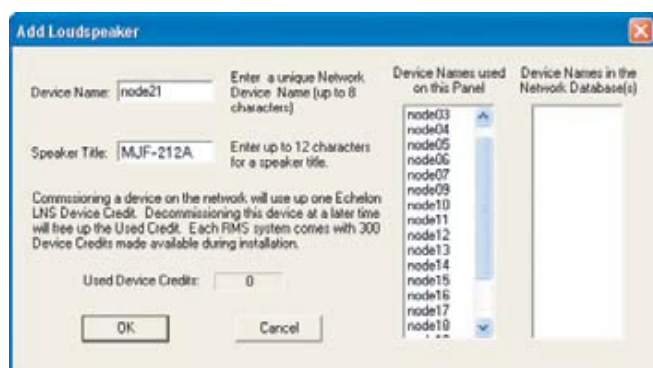 Add Loudspeaker
Device Name: node21
Enter a unique Network
Device Name (up to 8
characters)
Speaker Title: MJF-212A
Enter up to 12 characters
for a speaker title.
Commssioning a device on the network will use up one Echelon
LNS Device Credit. Decommissioning this device at a later time
will free up the Used Credit. Each RMS system comes with 300
Device Credits made available during installation.
Used Device Credits: 0
OK
Cancel
Device Names used
on this Panel
node03
node04
node05
node06
node07
node09
node10
node11
node12
node13
node14
node15
node16
node17
node18
Device Names in the
Network Database(s)